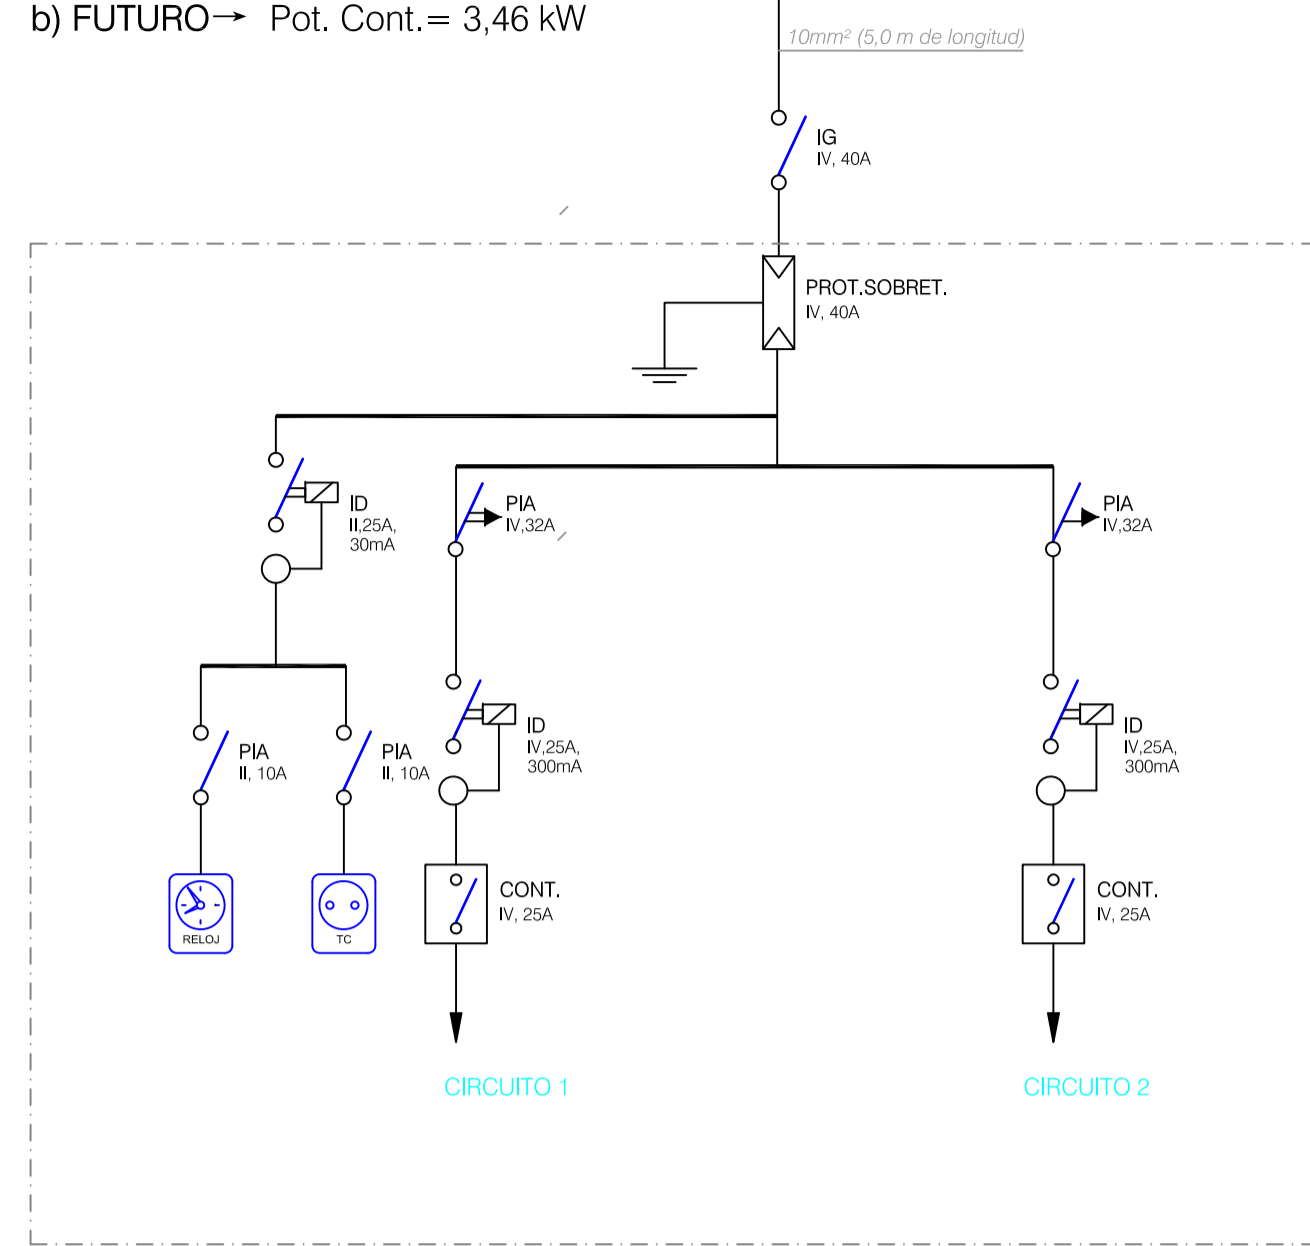 b) FUTURO→ Pot. Cont.= 3,46 kW
10mm² (5,0 m de longitud)
IG
IV, 40A
PROT.SOBRET.
IV, 40A
ID
II,25A,
30mA
PIA
IV,32A
PIA
IV,32A
PIA
II, 10A
PIA
II, 10A
ID
IV,25A,
300mA
ID
IV,25A,
300mA
RELOJ
TC
CONT.
IV, 25A
CONT.
IV, 25A
CIRCUITO 1
CIRCUITO 2